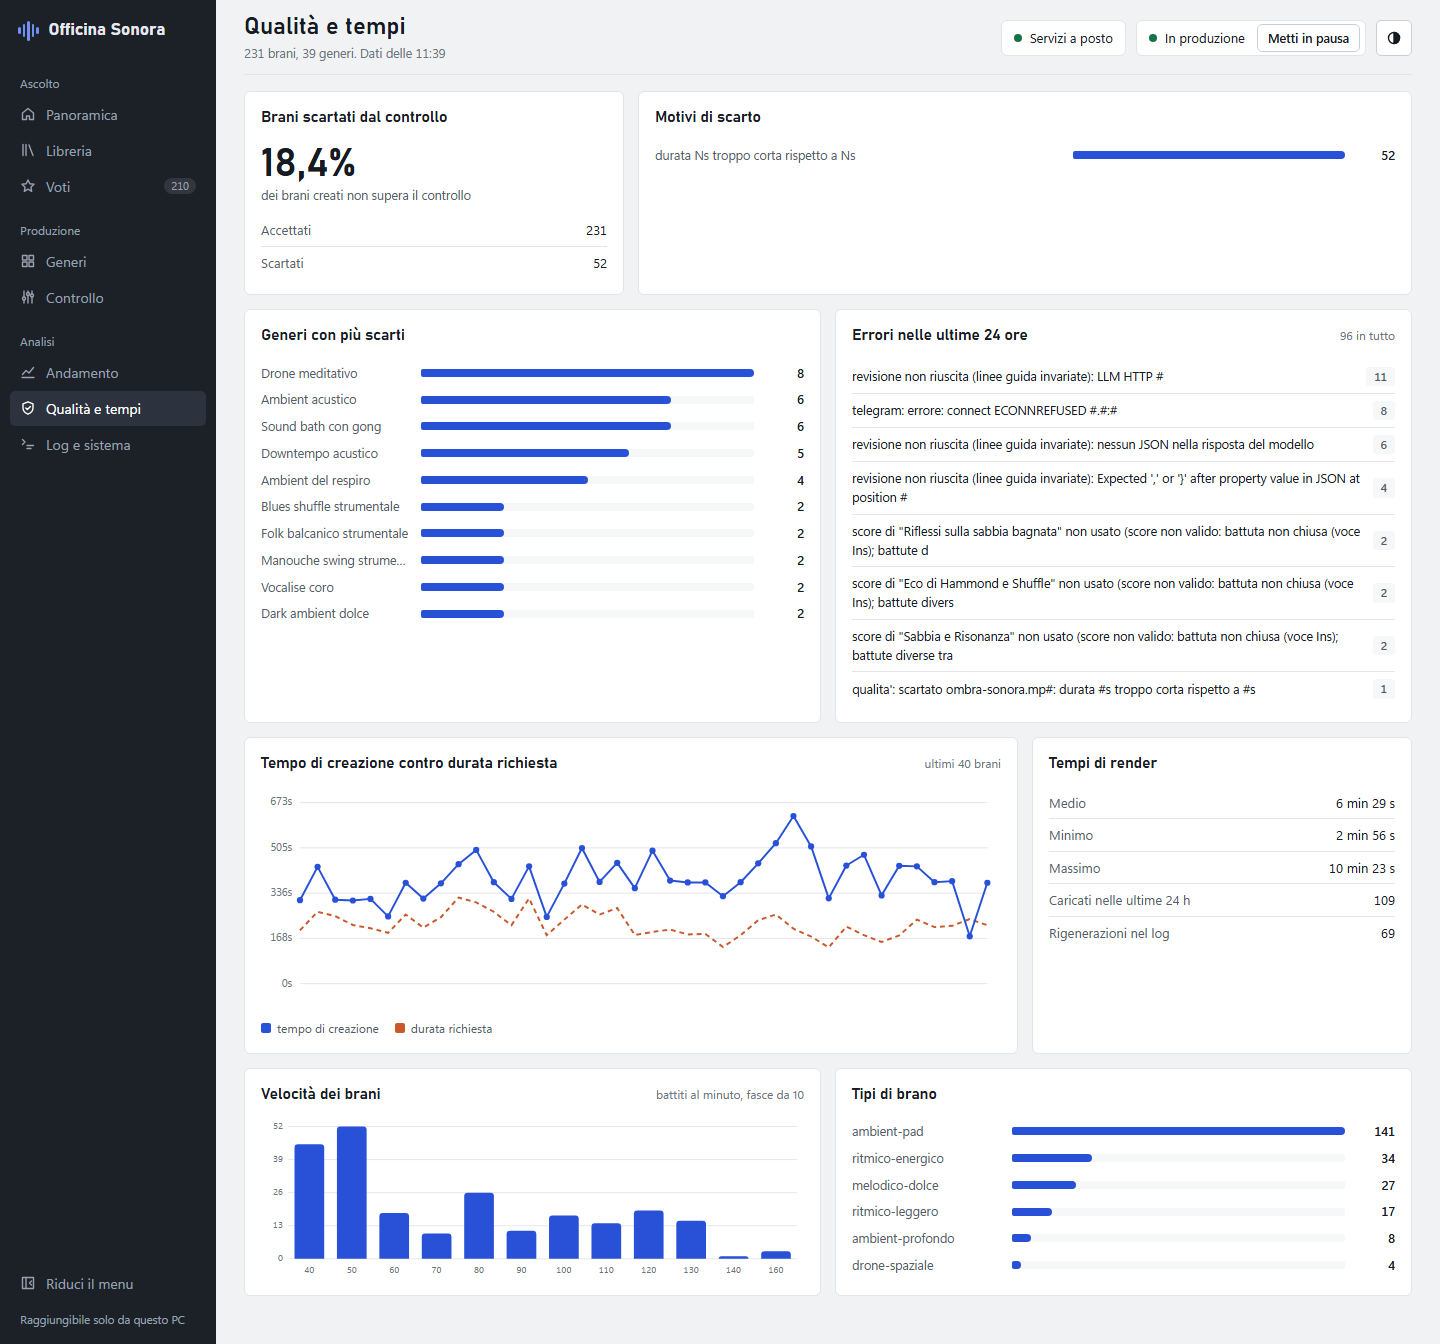 Officina Sonora
Ascolto
Panoramica
Libreria
Voti 210
Produzione
Generi
Controllo
Analisi
Andamento
Qualità e tempi
Log e sistema
Riduci il menu
Raggiungibile solo da questo PC
Qualità e tempi
231 brani, 39 generi. Dati delle 11:39
Servizi a posto
In produzione
Metti in pausa
Brani scartati dal controllo
18,4%
dei brani creati non supera il controllo
Accettati 231
Scartati 52
Motivi di scarto
durata Ns troppo corta rispetto a Ns 52
Generi con più scarti
Drone meditativo 8
Ambient acustico 6
Sound bath con gong 6
Downtempo acustico 5
Ambient del respiro 4
Blues shuffle strumentale 2
Folk balcanico strumentale 2
Manouche swing strume... 2
Vocalise coro 2
Dark ambient dolce 2
Errori nelle ultime 24 ore 96 in tutto
revisione non riuscita (linee guida invariate): LLM HTTP # 11
telegram: errore: connect ECONNREFUSED #.#:# 8
revisione non riuscita (linee guida invariate): nessun JSON nella risposta del modello 6
revisione non riuscita (linee guida invariate): Expected ',' or '}' after property value in JSON at
position # 4
score di "Riflessi sulla sabbia bagnata" non usato (score non valido: battuta non chiusa (voce
Ins); battute d 2
score di "Eco di Hammond e Shuffle" non usato (score non valido: battuta non chiusa (voce
Ins); battute divers 2
score di "Sabbia e Risonanza" non usato (score non valido: battuta non chiusa (voce Ins);
battute diverse tra 2
qualita': scartato ombra-sonora.mp#: durata #s troppo corta rispetto a #s 1
Tempo di creazione contro durata richiesta ultimi 40 brani
673s
505s
336s
168s
0s
tempo di creazione durata richiesta
Tempi di render
Medio 6 min 29 s
Minimo 2 min 56 s
Massimo 10 min 23 s
Caricati nelle ultime 24 h 109
Rigenerazioni nel log 69
Velocità dei brani battiti al minuto, fasce da 10
52
39
26
13
0
40 50 60 70 80 90 100 110 120 130 140 160
Tipi di brano
ambient-pad 141
ritmico-energico 34
melodico-dolce 27
ritmico-leggero 17
ambient-profondo 8
drone-spaziale 4